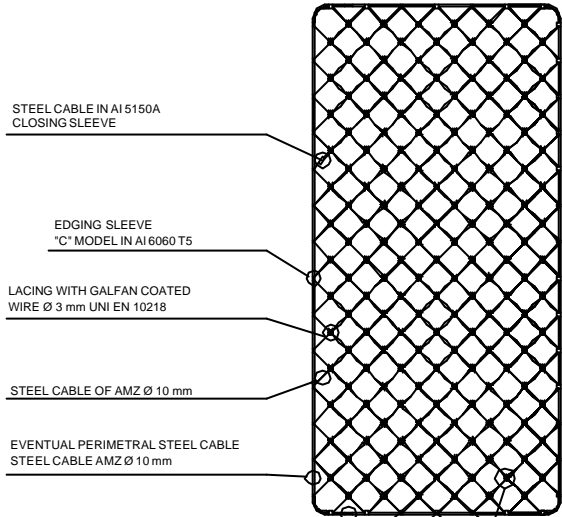 STEEL CABLE IN Al 5150A
CLOSING SLEEVE
EDGING SLEEVE
"C" MODEL IN Al 6060 T5
LACING WITH GALFAN COATED
WIRE Ø 3 mm UNI EN 10218
STEEL CABLE OF AMZ Ø 10 mm
EVENTUAL PERIMETRAL STEEL CABLE
STEEL CABLE AMZ Ø 10 mm